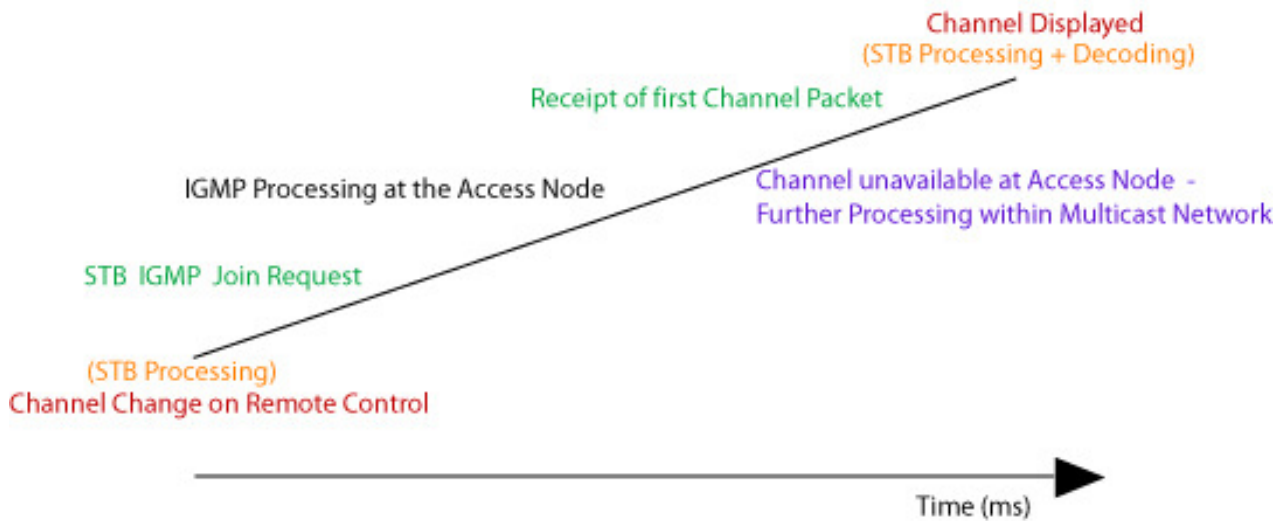 Channel Displayed
(STB Processing + Decoding)
Receipt of first Channel Packet
IGMP Processing at the Access Node
Channel unavailable at Access Node -
Further Processing within Multicast Network
STB IGMP Join Request
(STB Processing)
Channel Change on Remote Control
Time (ms)